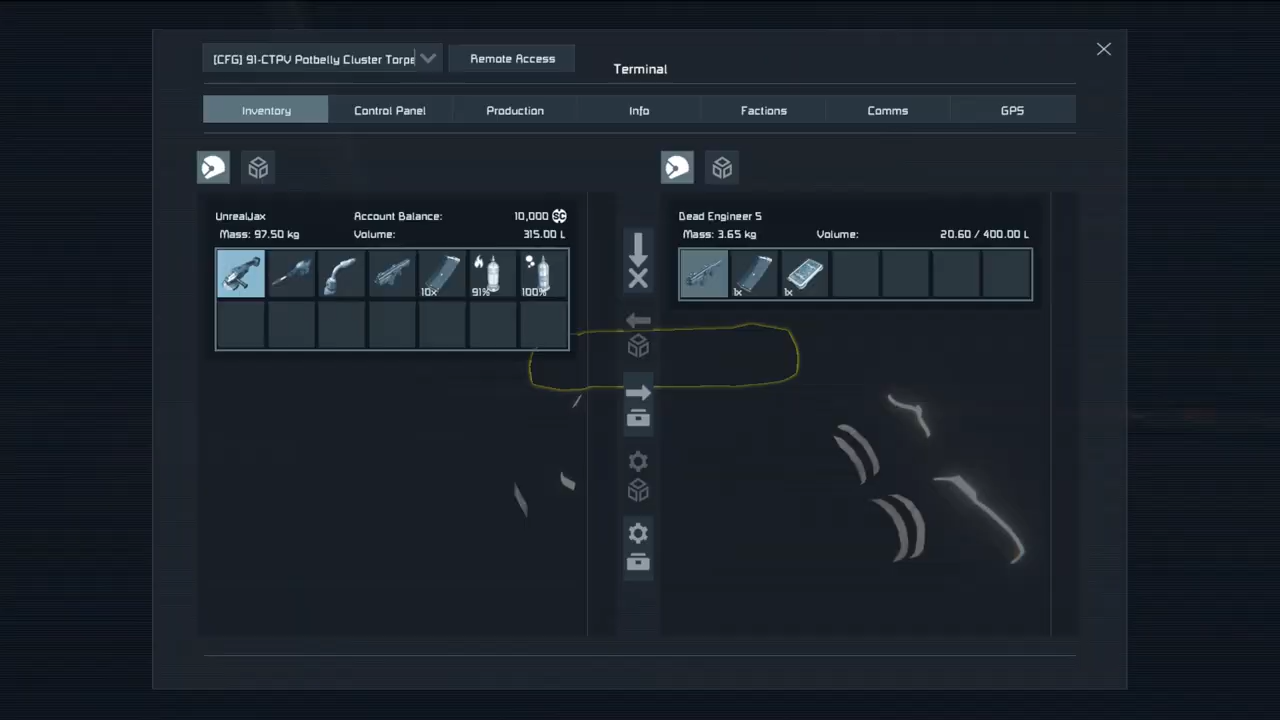 [CFG] 91-CTPV Potbelly Cluster Torpe
Remote Access
Terminal
Inventory
Control Panel
Production
Info
Factions
Comms
GPS
UnrealJax Account Balance: 10,000 SC
Mass: 97.50 kg Volume: 315.00 L
10x 91% 100%
Dead Engineer 5
Mass: 3.65 kg Volume: 20.60 / 400.00 L
1x 1x